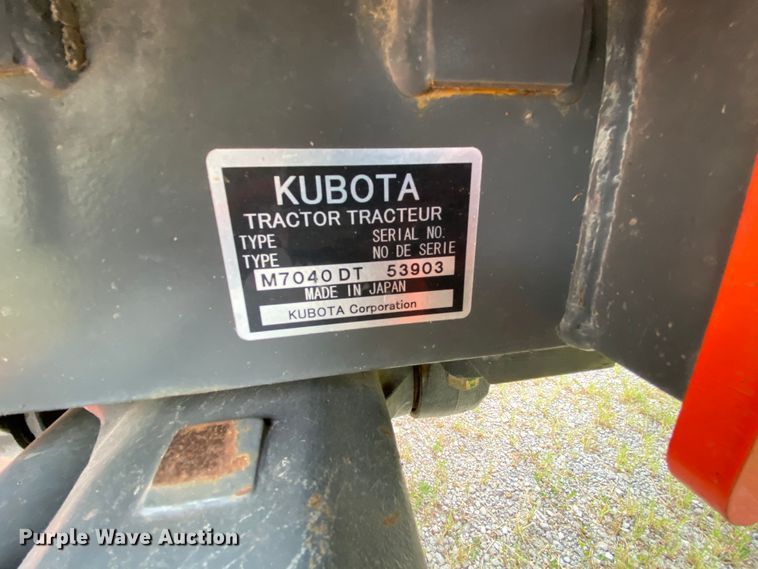 KUBOTA
TRACTOR TRACTEUR
TYPE SERIAL NO.
TYPE NO DE SERIE
M7040 DT 53903
MADE IN JAPAN
KUBOTA Corporation
Purple Wave Auction